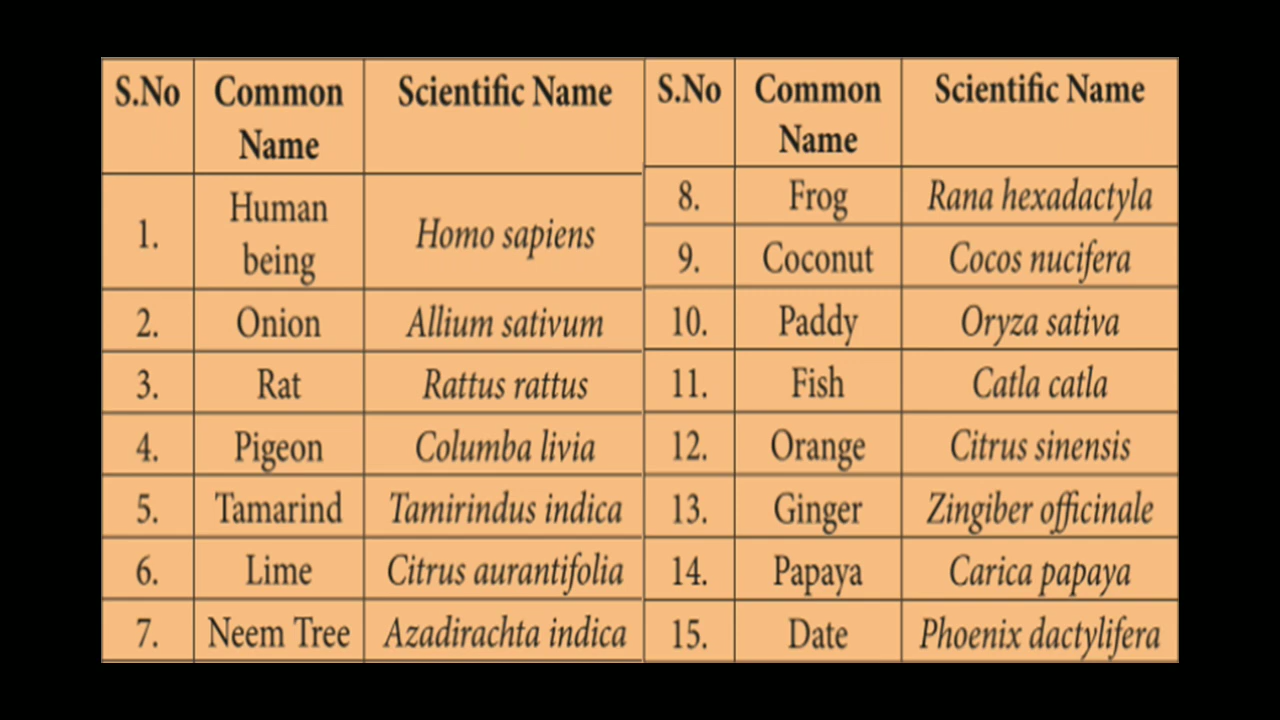 S.No Common Scientific Name
Name
1. Human being Homo sapiens
2. Onion Allium sativum
3. Rat Rattus rattus
4. Pigeon Columba livia
5. Tamarind Tamirindus indica
6. Lime Citrus aurantifolia
7. Neem Tree Azadirachta indica
S.No Common Scientific Name
Name
8. Frog Rana hexadactyla
9. Coconut Cocos nucifera
10. Paddy Oryza sativa
11. Fish Catla catla
12. Orange Citrus sinensis
13. Ginger Zingiber officinale
14. Papaya Carica papaya
15. Date Phoenix dactylifera